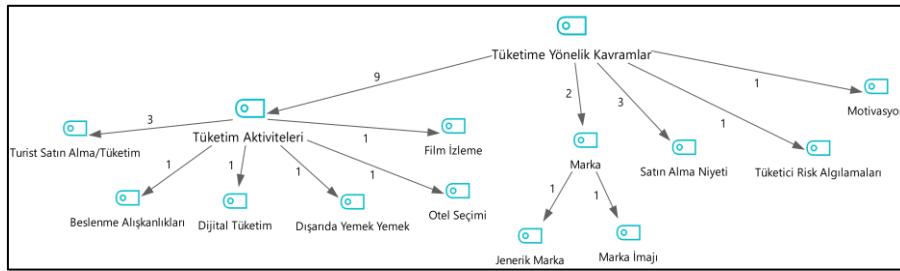 Tüketime Yönelik Kavramlar
9
2
3
1
1
Motivasyon
3
Tüketim Aktiviteleri
1
Film İzleme
Turist Satın Alma/Tüketim
Marka
Satın Alma Niyeti
Tüketici Risk Algılamaları
1
1
1
1
1
1
Beslenme Alışkanlıkları
Dijital Tüketim
Dışarıda Yemek Yemek
Otel Seçimi
Jenerik Marka
Marka İmajı